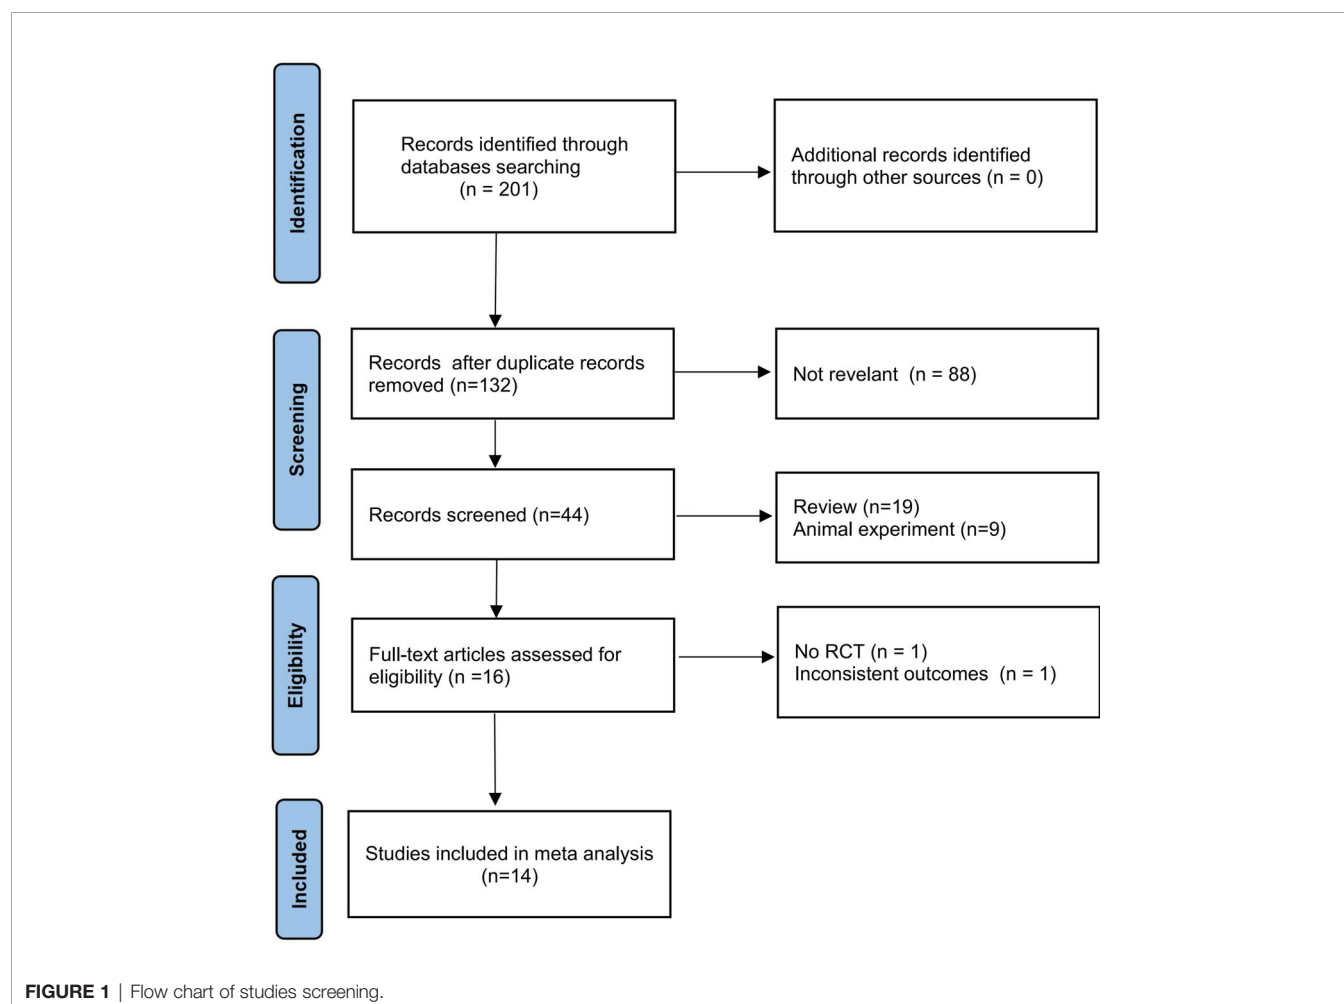 Identification
Records identified through
databases searching
(n = 201)
Additional records identified
through other sources (n = 0)
Screening
Records after duplicate records
removed (n=132)
Not revelant (n = 88)
Records screened (n=44)
Review (n=19)
Animal experiment (n=9)
Eligibility
Full-text articles assessed for
eligibility (n =16)
No RCT (n = 1)
Inconsistent outcomes (n = 1)
Included
Studies included in meta analysis
(n=14)
FIGURE 1 | Flow chart of studies screening.